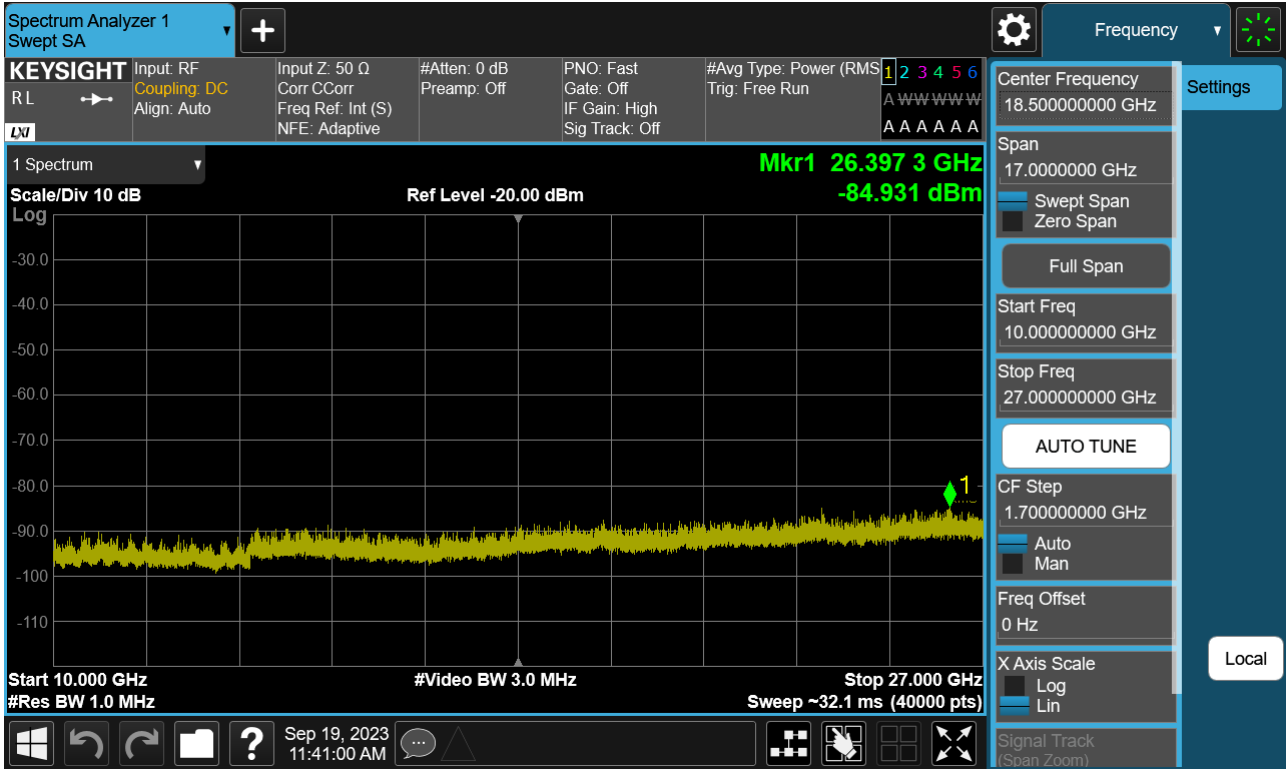 Spectrum Analyzer 1
Swept SA
Frequency
KEYSIGHT
R L
LXI
Input: RF
Coupling: DC
Align: Auto
Input Z: 50 Ω
Corr CCorr
Freq Ref: Int (S)
NFE: Adaptive
#Atten: 0 dB
Preamp: Off
PNO: Fast
Gate: Off
IF Gain: High
Sig Track: Off
#Avg Type: Power (RMS
Trig: Free Run
1 2 3 4 5 6
A W W W W W
A A A A A A
1 Spectrum
Scale/Div 10 dB
Ref Level -20.00 dBm
Mkr1 26.397 3 GHz
-84.931 dBm
Log
-30.0
-40.0
-50.0
-60.0
-70.0
-80.0
-90.0
-100
-110
1
Start 10.000 GHz
#Video BW 3.0 MHz
Stop 27.000 GHz
#Res BW 1.0 MHz
Sweep ~32.1 ms (40000 pts)
Center Frequency
18.500000000 GHz
Span
17.0000000 GHz
Swept Span
Zero Span
Full Span
Start Freq
10.000000000 GHz
Stop Freq
27.000000000 GHz
AUTO TUNE
CF Step
1.700000000 GHz
Auto
Man
Freq Offset
0 Hz
X Axis Scale
Log
Lin
Signal Track
(Span Zoom)
Settings
Local
?
Sep 19, 2023
11:41:00 AM